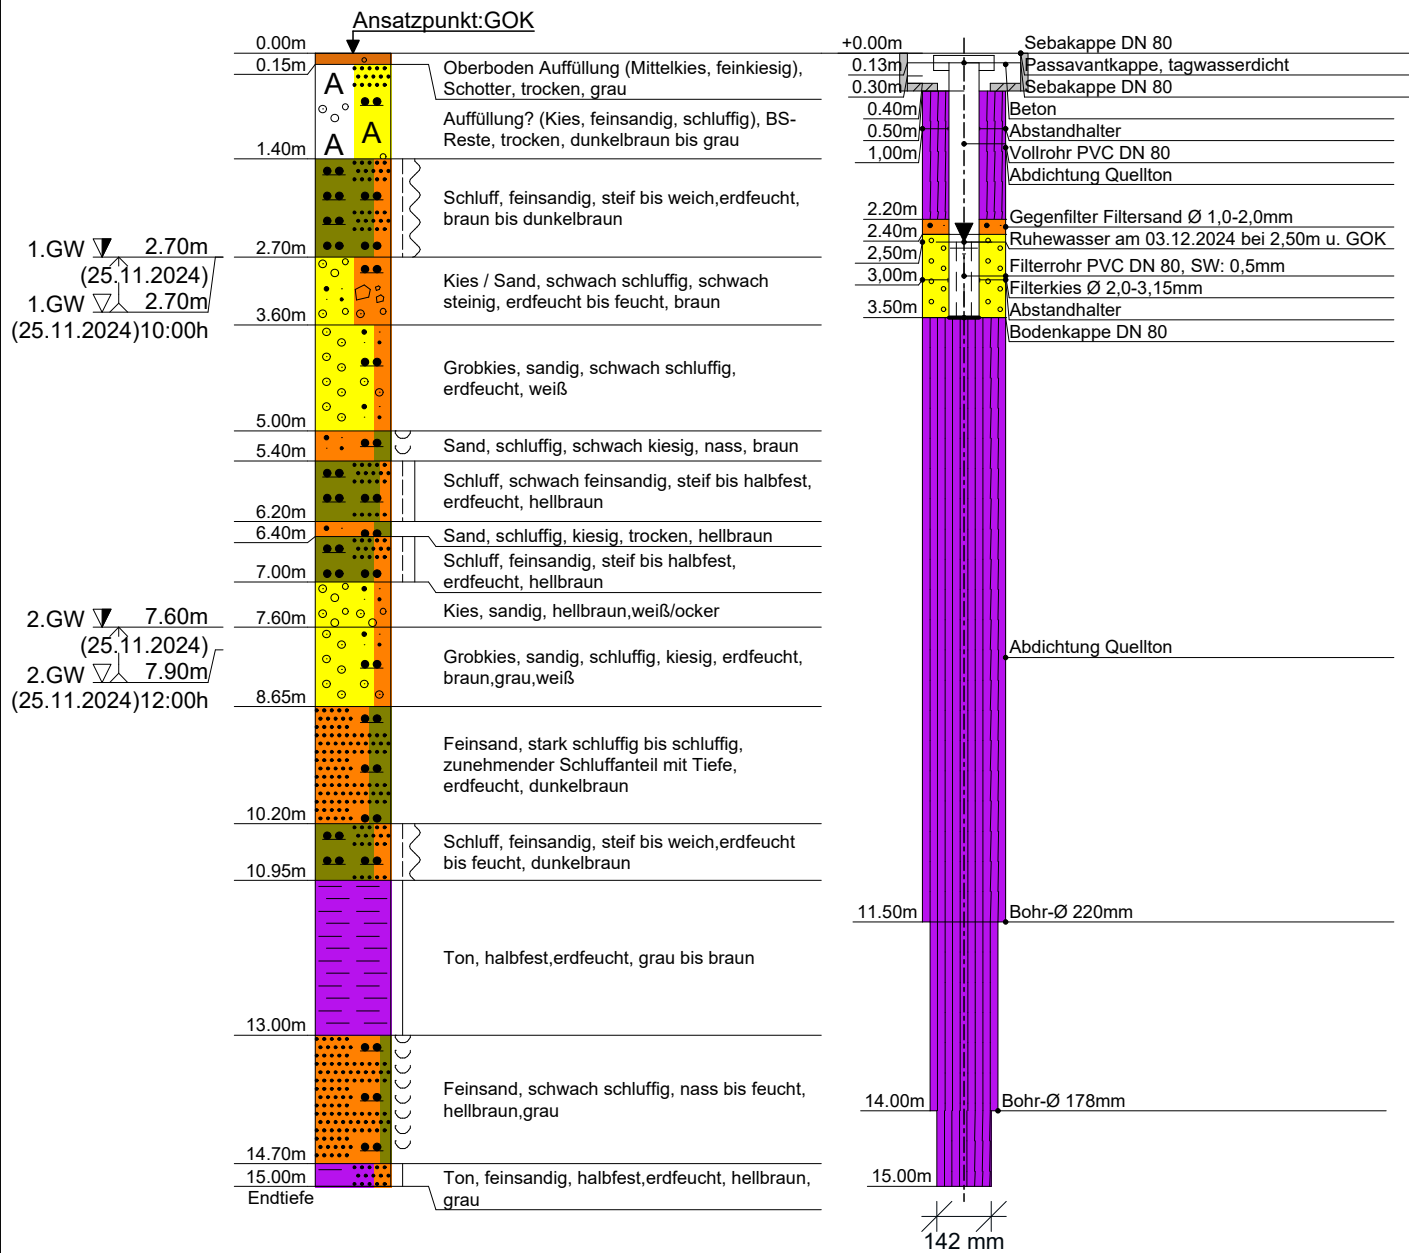 Ansatzpunkt:GOK
0.00m
0.15m
1.40m
2.70m
3.60m
5.00m
5.40m
6.20m
6.40m
7.00m
7.60m
8.65m
10.20m
10.95m
13.00m
14.70m
15.00m
Endtiefe
A
A
A
1.GW 2.70m
(25.11.2024)
1.GW 2.70m
(25.11.2024)10:00h
2.GW 7.60m
(25.11.2024)
2.GW 7.90m
(25.11.2024)12:00h
Oberboden Auffüllung (Mittelkies, feinkiesig),
Schotter, trocken, grau
Auffüllung? (Kies, feinsandig, schluffig), BS-
Reste, trocken, dunkelbraun bis grau
Schluff, feinsandig, steif bis weich,erdfeucht,
braun bis dunkelbraun
Kies / Sand, schwach schluffig, schwach
steinig, erdfeucht bis feucht, braun
Grobkies, sandig, schwach schluffig,
erdfeucht, weiß
Sand, schluffig, schwach kiesig, nass, braun
Schluff, schwach feinsandig, steif bis halbfest,
erdfeucht, hellbraun
Sand, schluffig, kiesig, trocken, hellbraun
Schluff, feinsandig, steif bis halbfest,
erdfeucht, hellbraun
Kies, sandig, hellbraun,weiß/ocker
Grobkies, sandig, schluffig, kiesig, erdfeucht,
braun,grau,weiß
Feinsand, stark schluffig bis schluffig,
zunehmender Schluffanteil mit Tiefe,
erdfeucht, dunkelbraun
Schluff, feinsandig, steif bis weich,erdfeucht
bis feucht, dunkelbraun
Ton, halbfest,erdfeucht, grau bis braun
Feinsand, schwach schluffig, nass bis feucht,
hellbraun,grau
Ton, feinsandig, halbfest,erdfeucht, hellbraun,
grau
+0.00m
0.13m
0.30m
0.40m
0.50m
1,00m
2.20m
2.40m
2,50m
3,00m
3.50m
11.50m
14.00m
15.00m
Sebakappe DN 80
Passavantkappe, tagwasserdicht
Sebakappe DN 80
Beton
Abstandhalter
Vollrohr PVC DN 80
Abdichtung Quellton
Gegenfilter Filtersand Ø 1,0-2,0mm
Ruhewasser am 03.12.2024 bei 2,50m u. GOK
Filterrohr PVC DN 80, SW: 0,5mm
Filterkies Ø 2,0-3,15mm
Abstandhalter
Bodenkappe DN 80
Abdichtung Quellton
Bohr-Ø 220mm
Bohr-Ø 178mm
142 mm